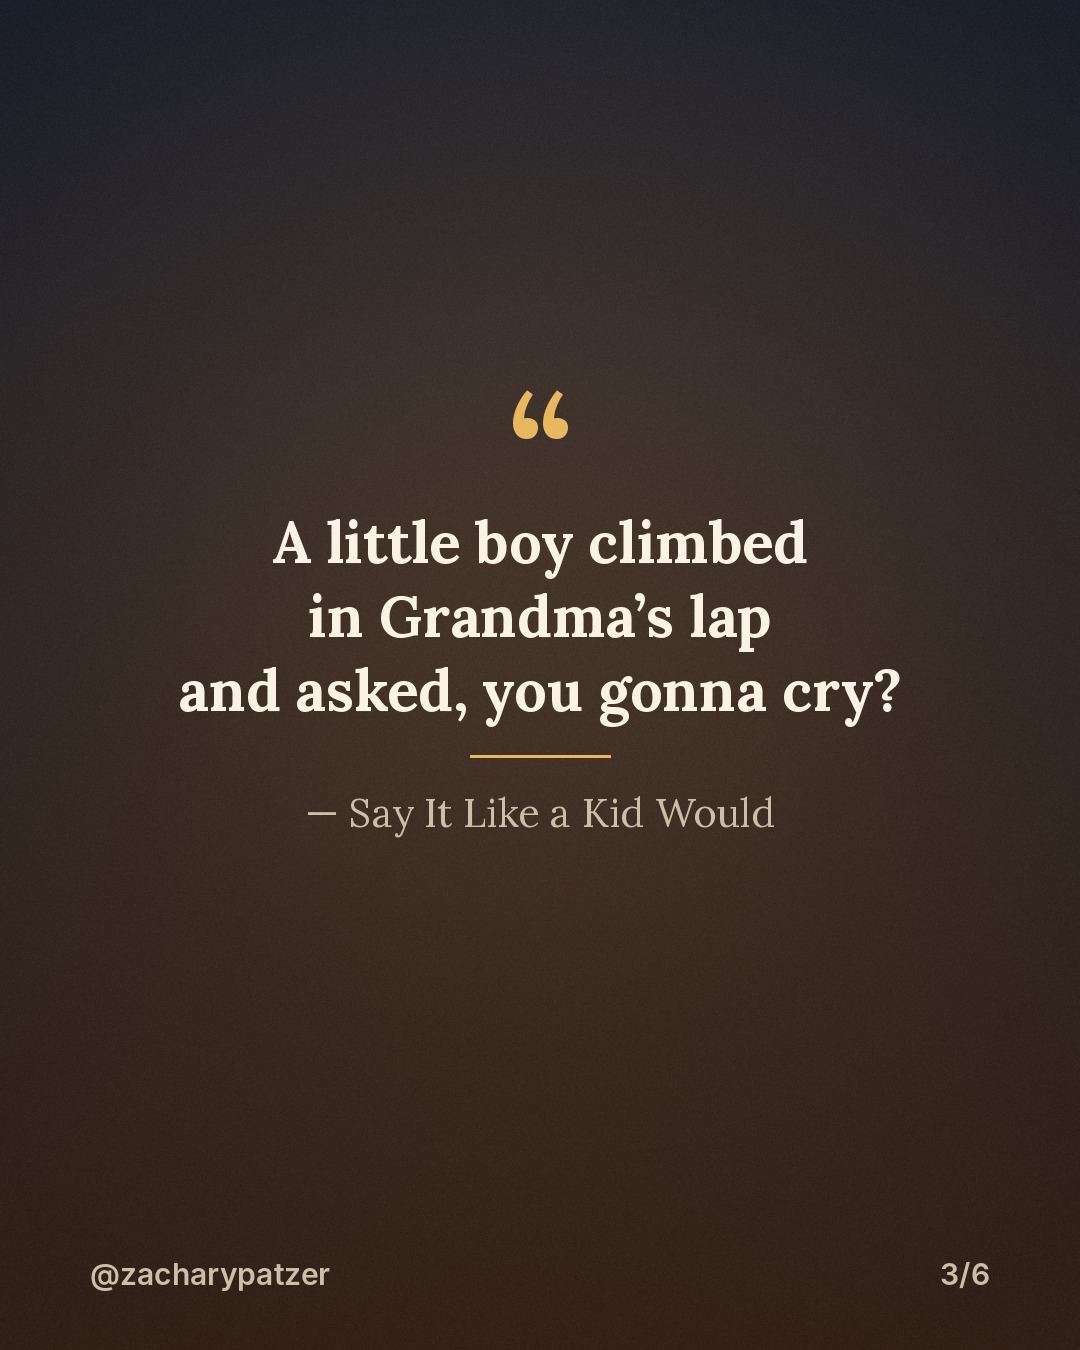 “
A little boy climbed
in Grandma’s lap
and asked, you gonna cry?
— Say It Like a Kid Would
@zacharypatzer
3/6